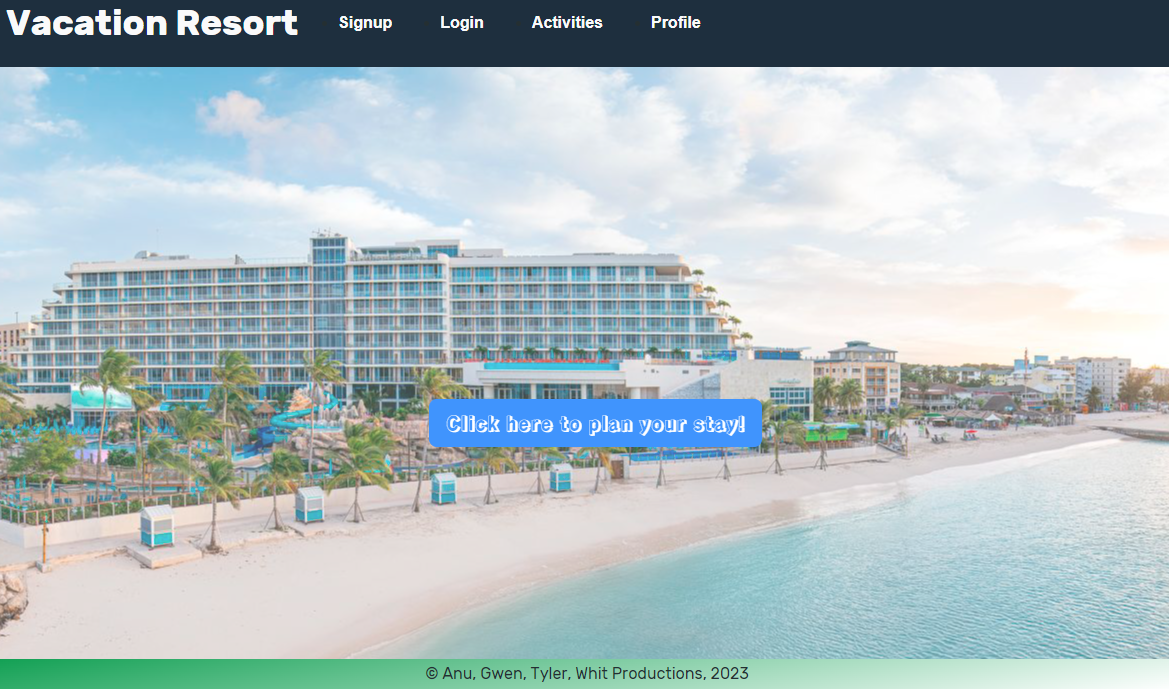 Vacation Resort Signup Login Activities Profile
Click here to plan your stay!
© Anu, Gwen, Tyler, Whit Productions, 2023